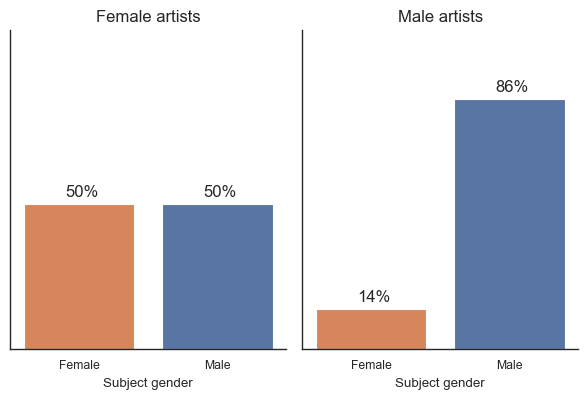 Female artists
50%
50%
Female
Male
Subject gender
Male artists
86%
14%
Female
Male
Subject gender